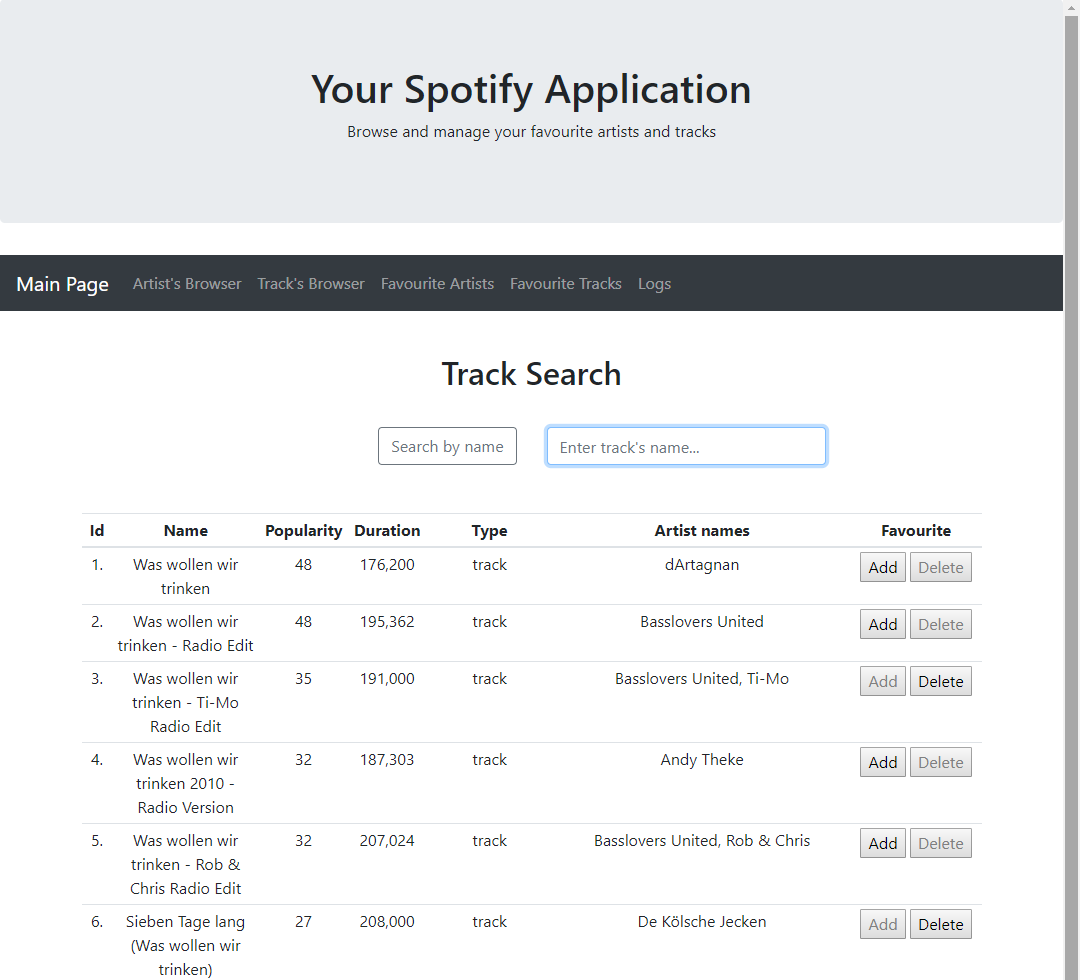 Your Spotify Application
Browse and manage your favourite artists and tracks
Main Page Artist's Browser Track's Browser Favourite Artists Favourite Tracks Logs
Track Search
Search by name Enter track's name...
Id Name Popularity Duration Type Artist names Favourite
1. Was wollen wir 48 176,200 track dArtagnan Add Delete
trinken
2. Was wollen wir 48 195,362 track Basslovers United Add Delete
trinken - Radio Edit
3. Was wollen wir 35 191,000 track Basslovers United, Ti-Mo Add Delete
trinken - Ti-Mo
Radio Edit
4. Was wollen wir 32 187,303 track Andy Theke Add Delete
trinken 2010 -
Radio Version
5. Was wollen wir 32 207,024 track Basslovers United, Rob & Chris Add Delete
trinken - Rob &
Chris Radio Edit
6. Sieben Tage lang 27 208,000 track De Kölsche Jecken Add Delete
(Was wollen wir
trinken)